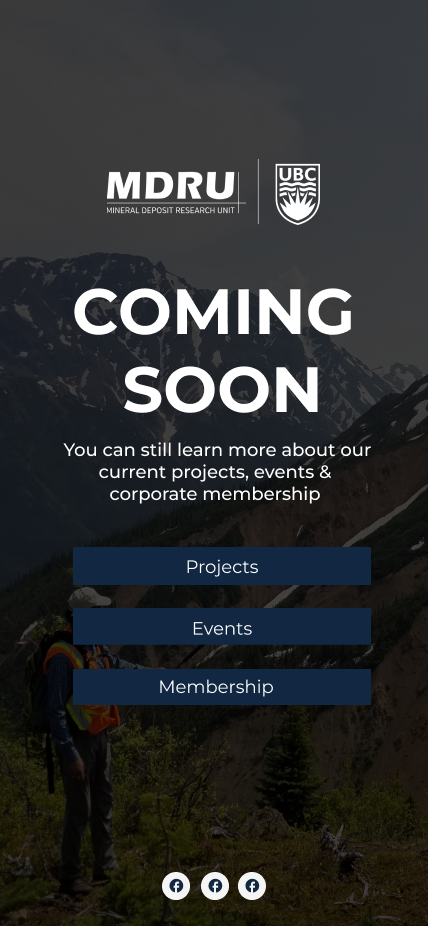 MDRU
MINERAL DEPOSIT RESEARCH UNIT
UBC
COMING
SOON
You can still learn more about our
current projects, events &
corporate membership
Projects
Events
Membership